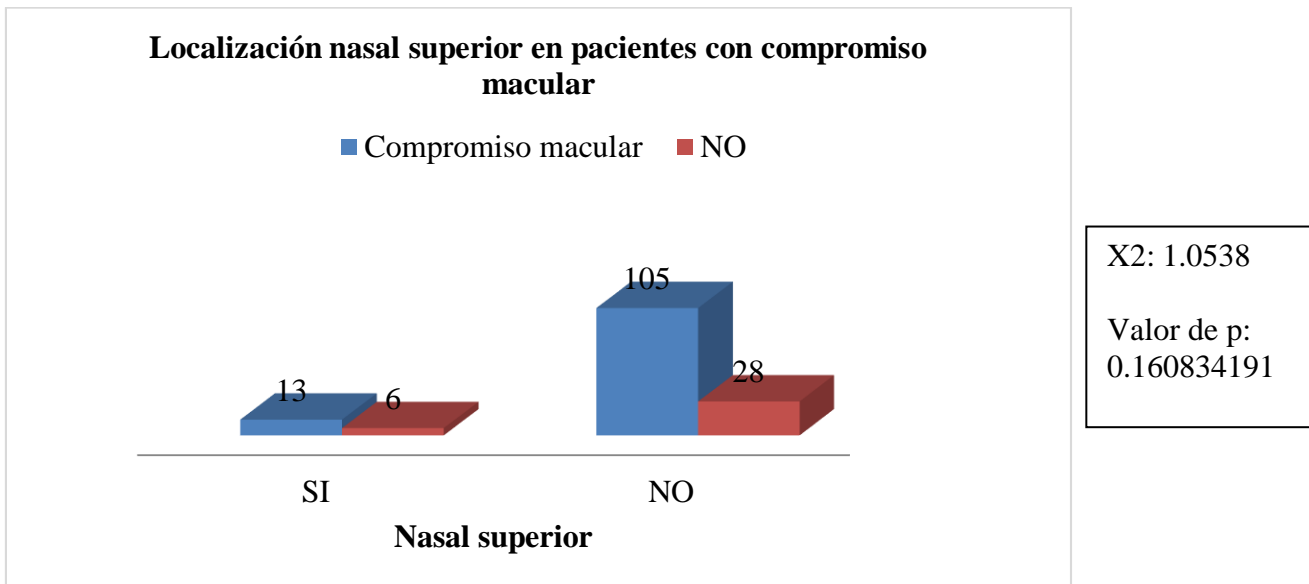 Localización nasal superior en pacientes con compromiso
macular
Compromiso macular NO
13
6
105
28
SI NO
Nasal superior
X2: 1.0538
Valor de p:
0.160834191